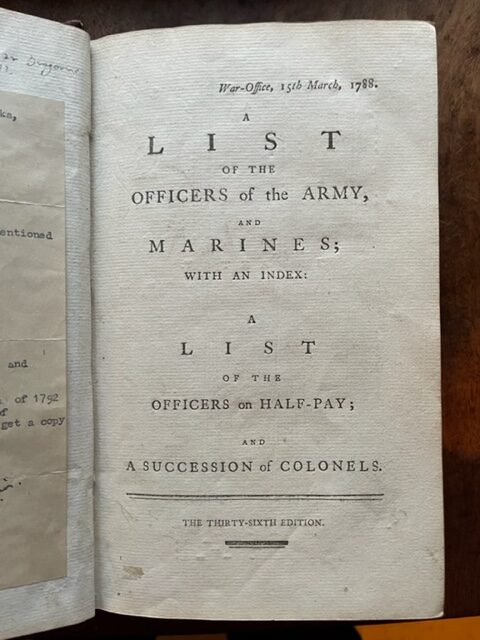 Dragoons
ks,
entioned
and
of 1792
of
get a copy
War-Office, 15th March, 1788.
A
LIST
OF THE
OFFICERS of the ARMY,
AND
MARINES;
WITH AN INDEX:
A
LIST
OF THE
OFFICERS on HALF-PAY;
AND
A SUCCESSION of COLONELS.
THE THIRTY-SIXTH EDITION.